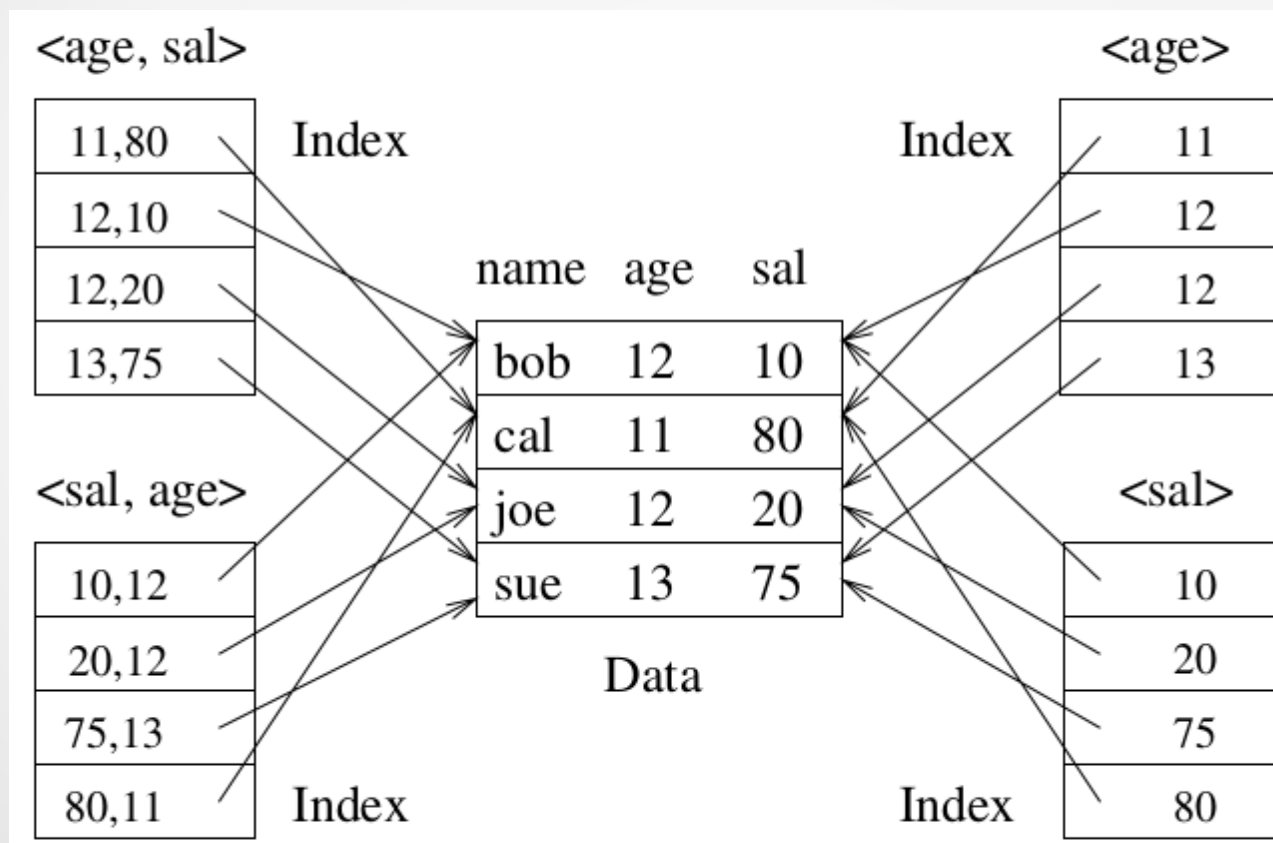 <age, sal>
11,80
12,10
12,20
13,75
Index
<sal, age>
10,12
20,12
75,13
80,11
Index
name age sal
bob 12 10
cal 11 80
joe 12 20
sue 13 75
Data
<age>
Index
11
12
12
13
<sal>
10
20
75
80
Index